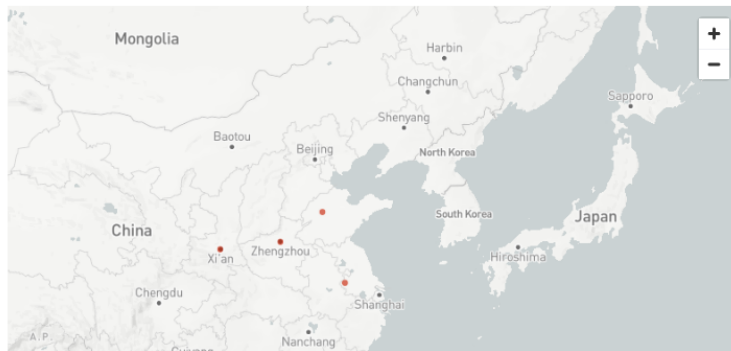 Mongolia
Harbin
Changchun
Sapporo
Shenyang
Baotou
Beijing
North Korea
South Korea
Japan
China
Xi'an
Zhengzhou
Hiroshima
Chengdu
Shanghai
Nanchang
A.P
+
−